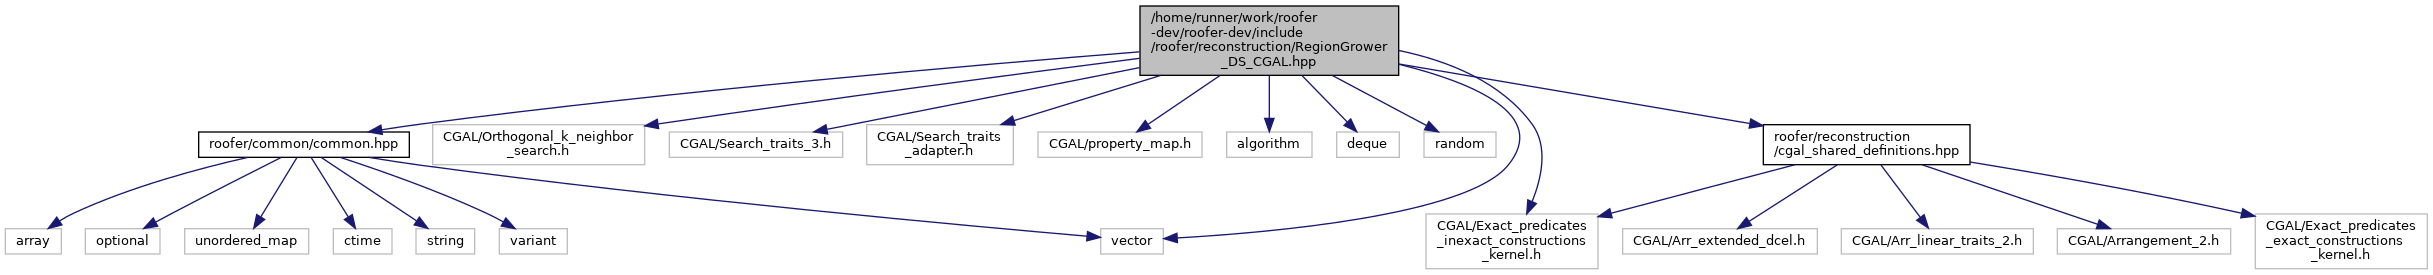 /home/runner/work/roofer
-dev/roofer-dev/include
/roofer/reconstruction/RegionGrower
_DS_CGAL.hpp
roofer/common/common.hpp
CGAL/Orthogonal_k_neighbor
_search.h
CGAL/Search_traits_3.h
CGAL/Search_traits
_adapter.h
CGAL/property_map.h
algorithm
deque
random
roofer/reconstruction
/cgal_shared_definitions.hpp
array
optional
unordered_map
ctime
string
variant
vector
CGAL/Exact_predicates
_inexact_constructions
_kernel.h
CGAL/Arr_extended_dcel.h
CGAL/Arr_linear_traits_2.h
CGAL/Arrangement_2.h
CGAL/Exact_predicates
_exact_constructions
_kernel.h